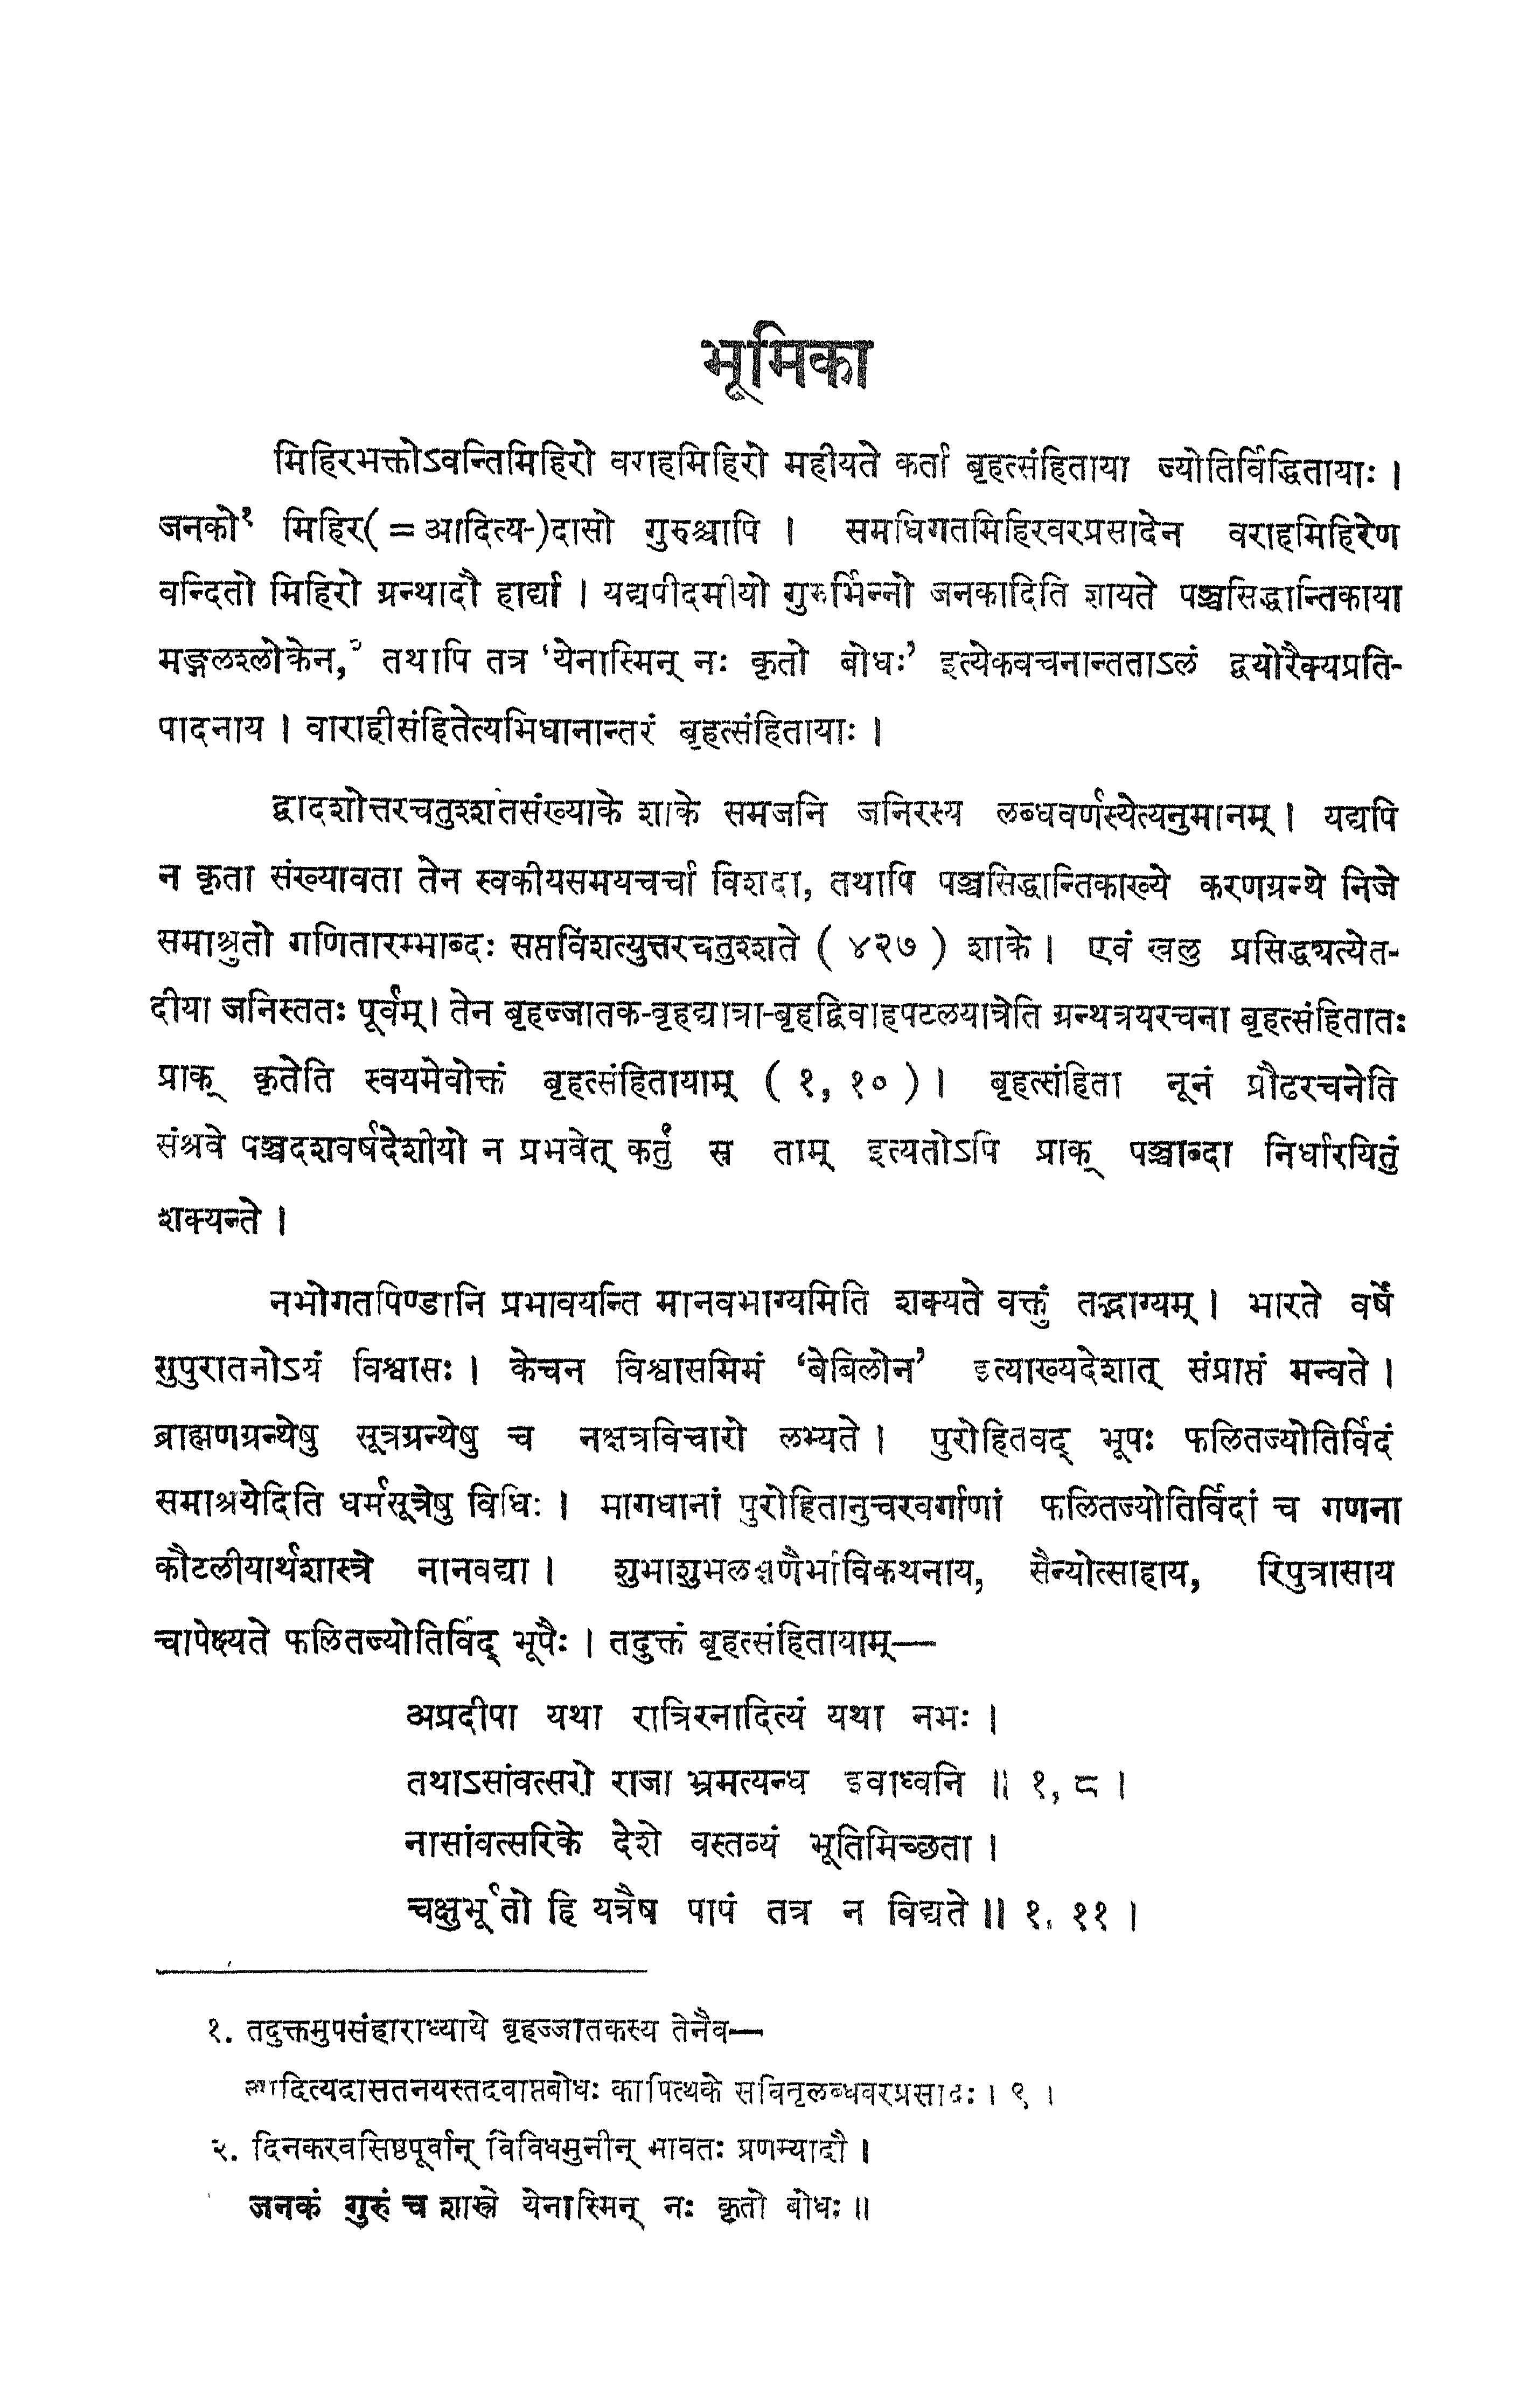 भूमिका
मिहिरभक्तोऽवन्तिमिहिरो वराहमिहिरो महीयते कर्ता बृहत्संहिताया ज्योतिर्विद्धितायाः ।
जनको¹ मिहिर(=आदित्य-)दासो गुरुश्चापि । समधिगतमिहिरवरप्रसादेन वराहमिहिरेण
वन्दितो मिहिरो ग्रन्थादौ हार्द्या । यद्यपीदमीयो गुरुर्भिन्नो जनकादिति ज्ञायते पञ्चसिद्धान्तिकाया
मङ्गलश्लोकेन,² तथापि तत्र ‘येनास्मिन् नः कृतो बोधः’ इत्येकवचनान्तताऽलं द्वयोरैक्यप्रति-
पादनाय । वाराहीसंहितेत्यभिधानान्तरं बृहत्संहितायाः ।
द्वादशोत्तरचतुश्शतसंख्याके शाके समजनि जनिरस्य लब्धवर्णस्येत्यनुमानम् । यद्यपि
न कृता संख्यावता तेन स्वकीयसमयचर्चा विशदा, तथापि पञ्चसिद्धान्तिकाख्ये करणग्रन्थे निजे
समाश्रुतो गणितारम्भाब्दः सप्तविंशत्युत्तरचतुश्शते ( ४२७ ) शाके । एवं खलु प्रसिद्धयत्येत-
दीया जनिस्ततः पूर्वम् । तेन बृहज्जातक-वृहद्यात्रा-बृहद्विवाहपटलयात्रेति ग्रन्थत्रयरचना बृहत्संहितातः
प्राक् कृतेति स्वयमेवोक्तं बृहत्संहितायाम् ( १, १० ) । बृहत्संहिता नूनं प्रौढरचनेति
संश्रवे पञ्चदशवर्षदेशीयो न प्रभवेत् कर्तुं स ताम् इत्यतोऽपि प्राक् पञ्चाब्दा निर्धारयितुं
शक्यन्ते ।
नभोगतपिण्डानि प्रभावयन्ति मानवभाग्यमिति शक्यते वक्तुं तद्भाग्यम् । भारते वर्षे
सुपुरातनोऽयं विश्वासः । केचन विश्वासमिमं ‘बेबिलोन’ इत्याख्यदेशात् संप्राप्तं मन्वते ।
ब्राह्मणग्रन्थेषु सूत्रग्रन्थेषु च नक्षत्रविचारो लभ्यते । पुरोहितवद् भूपः फलितज्योतिर्विदं
समाश्रयेदिति धर्मसूत्रेषु विधिः । मागधानां पुरोहितानुचरवर्गाणां फलितज्योतिर्विदां च गणना
कौटलीयार्थशास्त्रे नानवद्या । शुभाशुभलक्षणैर्भाविकथनाय, सैन्योत्साहाय, रिपुत्रासाय
चापेक्ष्यते फलितज्योतिर्विद् भूपैः । तदुक्तं बृहत्संहितायाम्—
अप्रदीपा यथा रात्रिरनादित्यं यथा नभः ।
तथाऽसांवत्सरो राजा भ्रमत्यन्ध इवाध्वनि ॥ १, ८ ।
नासांवत्सरिके देशे वस्तव्यं भूतिमिच्छता ।
चक्षुर्भूतो हि यत्रैष पापं तत्र न विद्यते ॥ १, ११ ।
१. तदुक्तमुपसंहाराध्याये बृहज्जातकस्य तेनैव—
आदित्यदासतनयस्तदवाप्तबोधः कापित्थके सवितृलब्धवरप्रसादः । ९ ।
२. दिनकरवसिष्ठपूर्वान् विविधमुनीन् भावतः प्रणम्यादौ ।
जनकं गुरुं च शास्त्रे येनास्मिन् नः कृतो बोधः ॥